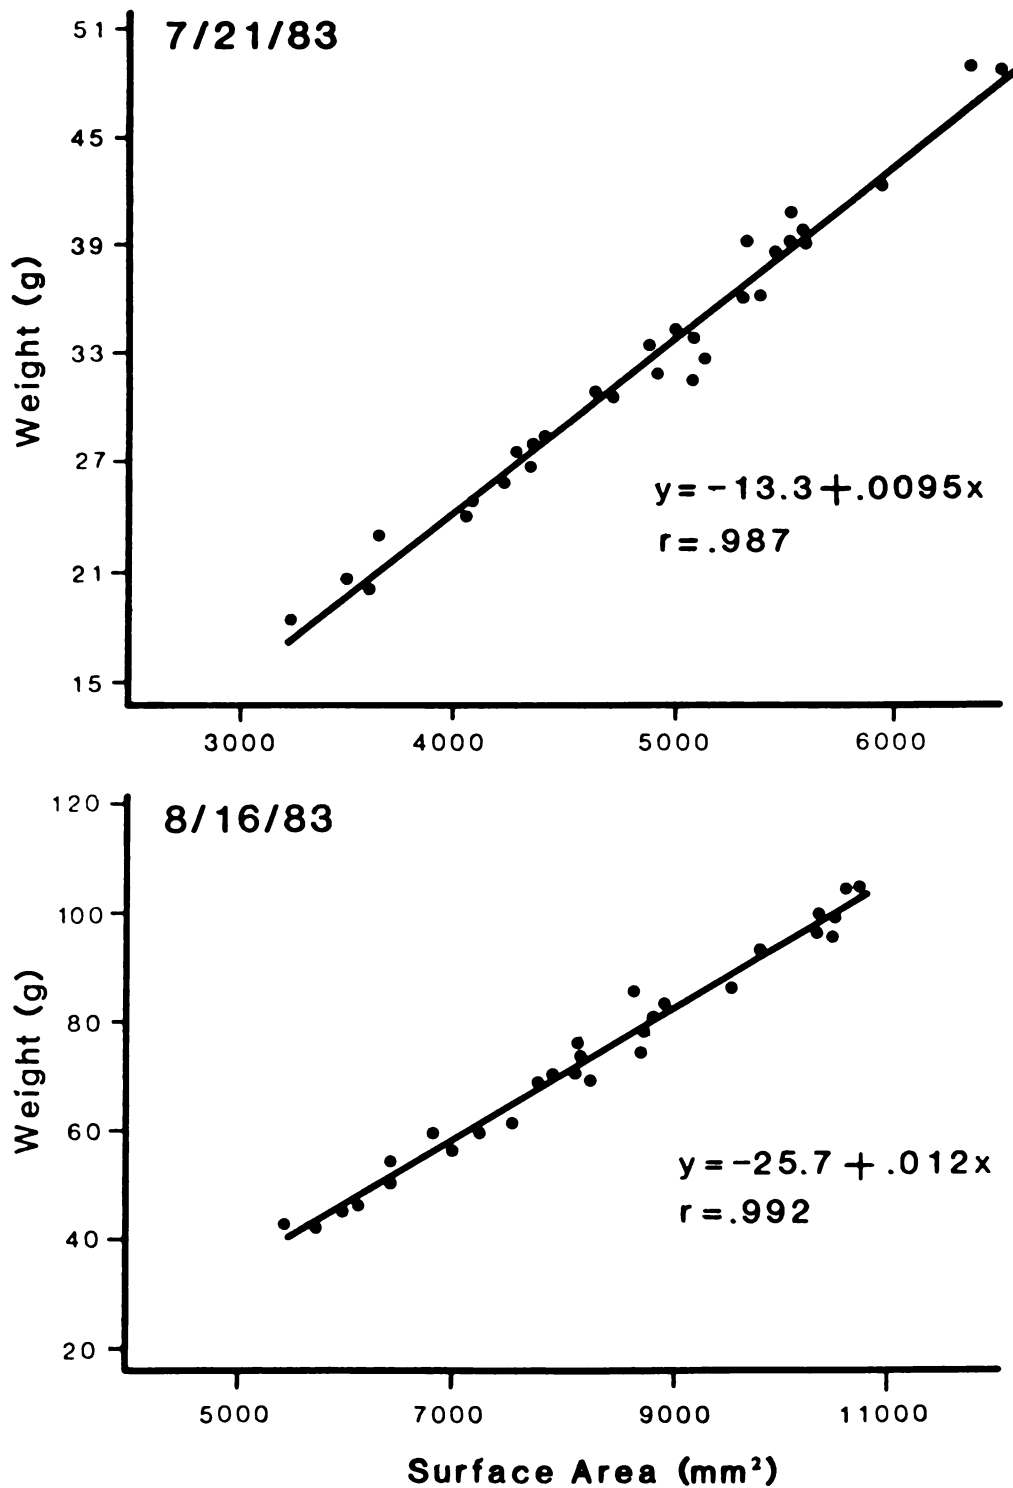 7/21/83
51
45
39
33
27
21
15
Weight (g)
y=-13.3+.0095x
r=.987
3000 4000 5000 6000
8/16/83
120
100
80
60
40
20
Weight (g)
y=-25.7+.012x
r=.992
5000 7000 9000 11000
Surface Area (mm²)